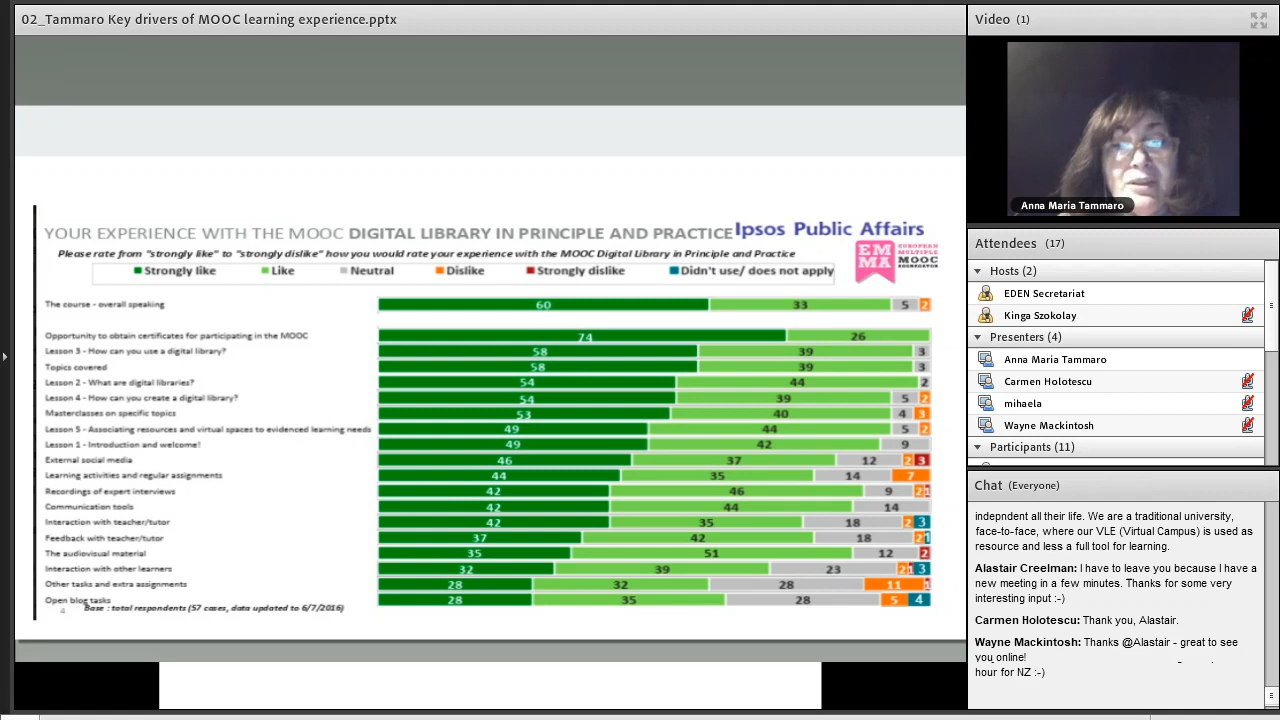 02_Tammaro Key drivers of MOOC learning experience.pptx
YOUR EXPERIENCE WITH THE MOOC DIGITAL LIBRARY IN PRINCIPLE AND PRACTICE
Ipsos Public Affairs
Please rate from "strongly like" to "strongly dislike" how you would rate your experience with the MOOC Digital Library in Principle and Practice
EM
MA
EUROPEAN
MULTIPLE
MOOC
AGGREGATOR
Strongly like Like Neutral Dislike Strongly dislike Didn't use/ does not apply
The course - overall speaking 60 33 5 2
Opportunity to obtain certificates for participating in the MOOC 74 26
Lesson 3 - How can you use a digital library? 58 39 3
Topics covered 58 39 3
Lesson 2 - What are digital libraries? 54 44 2
Lesson 4 - How can you create a digital library? 54 39 5 2
Masterclasses on specific topics 53 40 4 3
Lesson 5 - Associating resources and virtual spaces to evidenced learning needs 49 44 5 2
Lesson 1 - Introduction and welcome! 49 42 9
External social media 46 37 12 2 3
Learning activities and regular assignments 44 35 14 7
Recordings of expert interviews 42 46 9 2 1
Communication tools 42 44 14
Interaction with teacher/tutor 42 35 18 2 3
Feedback with teacher/tutor 37 42 18 2 1
The audiovisual material 35 51 12 2
Interaction with other learners 32 39 23 2 1 3
Other tasks and extra assignments 28 32 28 11 1
Open blog tasks 28 35 28 5 4
4 Base : total respondents (57 cases, data updated to 6/7/2016)
Video (1)
Anna Maria Tammaro
Attendees (17)
Hosts (2)
EDEN Secretariat
Kinga Szokolay
Presenters (4)
Anna Maria Tammaro
Carmen Holotescu
mihaela
Wayne Mackintosh
Participants (11)
Chat (Everyone)
indepndent all their life. We are a traditional university,
face-to-ace, where our VLE (Virtual Campus) is used as
resource and less a full tool for learning.
Alastair Creelman: I have to leave you because I have a
new meeting in a few minutes. Thanks for some very
interesting input :-)
Carmen Holotescu: Thank you, Alastair.
Wayne Mackintosh: Thanks @Alastair - great to see
you online!
hour for NZ :-)